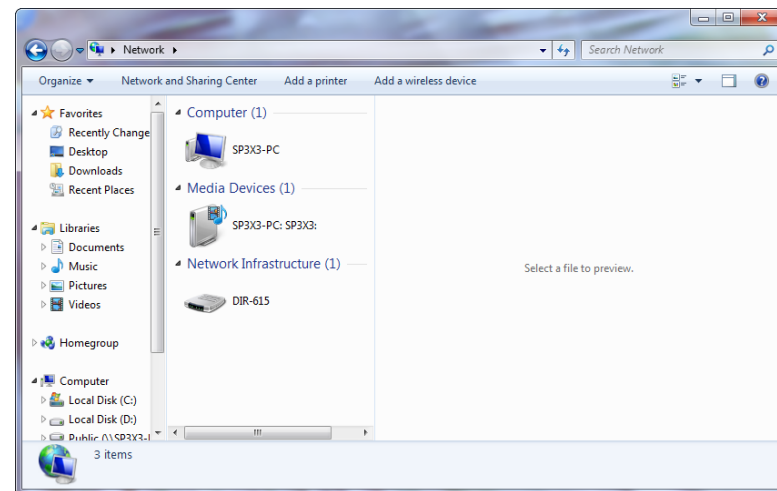 Network
Search Network
Organize
Network and Sharing Center
Add a printer
Add a wireless device
Favorites
Recently Change
Desktop
Downloads
Recent Places
Libraries
Documents
Music
Pictures
Videos
Homegroup
Computer
Local Disk (C:)
Local Disk (D:)
Public (\\SP3X3-
Computer (1)
SP3X3-PC
Media Devices (1)
SP3X3-PC: SP3X3:
Network Infrastructure (1)
DIR-615
Select a file to preview.
3 items